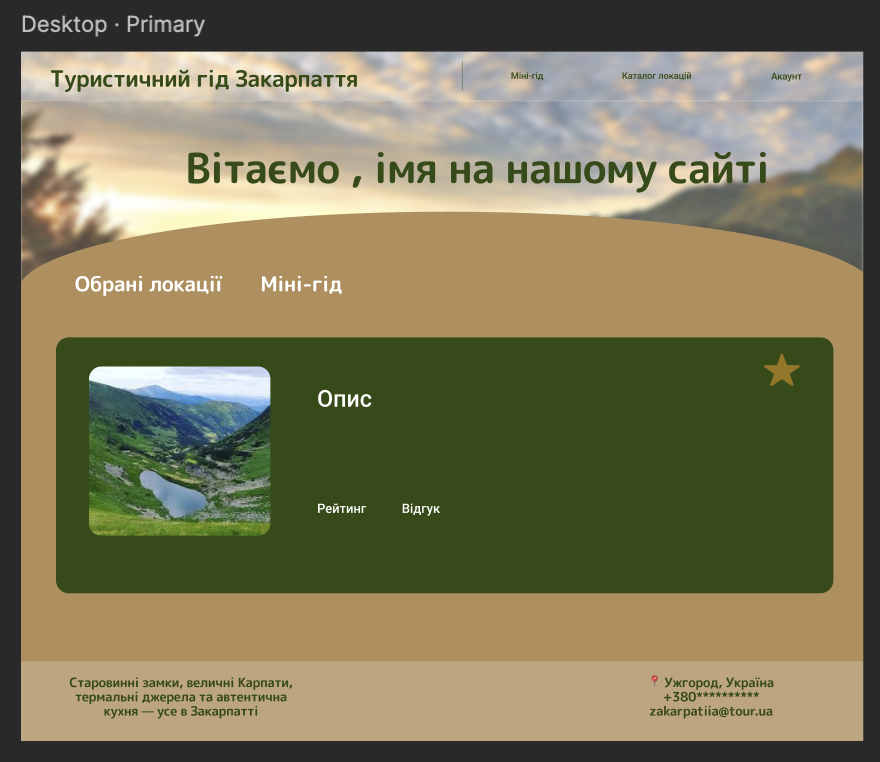 Desktop · Primary
Туристичний гід Закарпаття
Міні-гід
Каталог локацій
Акаунт
Вітаємо , імя на нашому сайті
Обрані локації
Міні-гід
Опис
Рейтинг
Відгук
Старовинні замки, величні Карпати,
термальні джерела та автентична
кухня — усе в Закарпатті
📍 Ужгород, Україна
+380**********
zakarpatiia@tour.ua